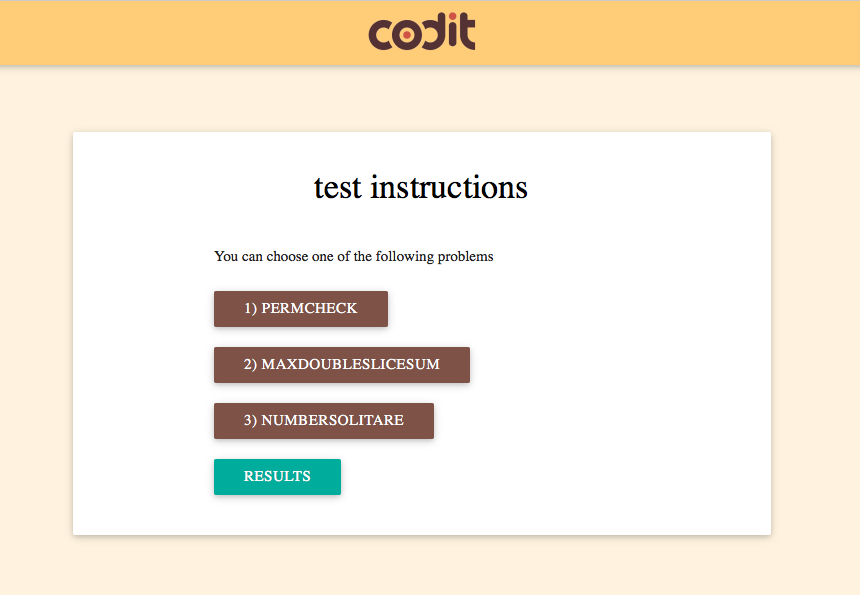 codit
test instructions
You can choose one of the following problems
1) PERMCHECK
2) MAXDOUBLESLICESUM
3) NUMBERSOLITARE
RESULTS